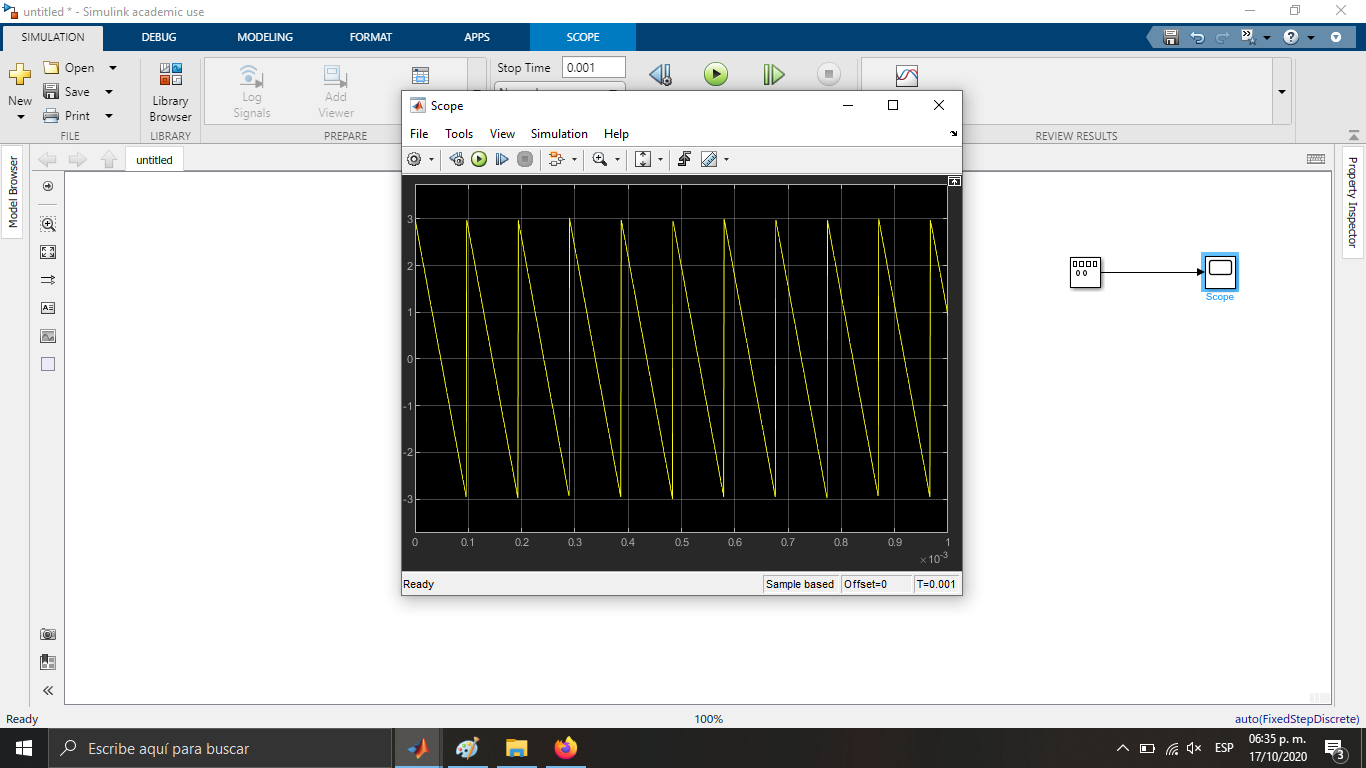 untitled * - Simulink academic use
SIMULATION DEBUG MODELING FORMAT APPS SCOPE
New
Open
Save
Print
FILE
Library
Browser
LIBRARY
Log
Signals
Add
Viewer
PREPARE
Stop Time 0.001
REVIEW RESULTS
Model Browser
untitled
Property Inspector
Scope
File Tools View Simulation Help
3
2
1
0
-1
-2
-3
0 0.1 0.2 0.3 0.4 0.5 0.6 0.7 0.8 0.9 1
×10-3
Ready Sample based Offset=0 T=0.001
Scope
Ready 100% auto(FixedStepDiscrete)
Escribe aquí para buscar
ESP
06:35 p. m.
17/10/2020
3